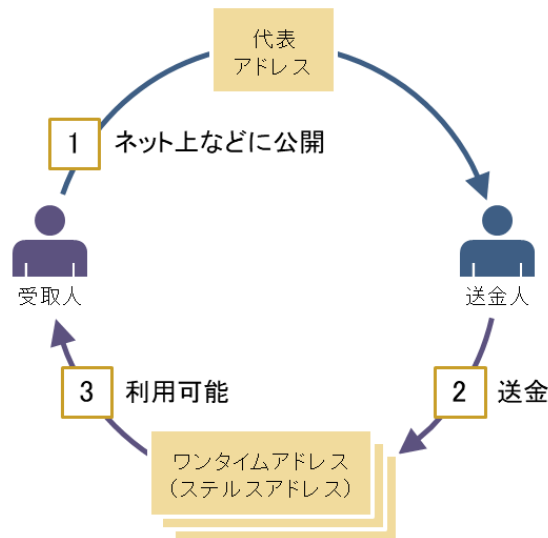 代表
アドレス
1 ネット上などに公開
受取人
送金人
3 利用可能
2 送金
ワンタイムアドレス
(ステルスアドレス)